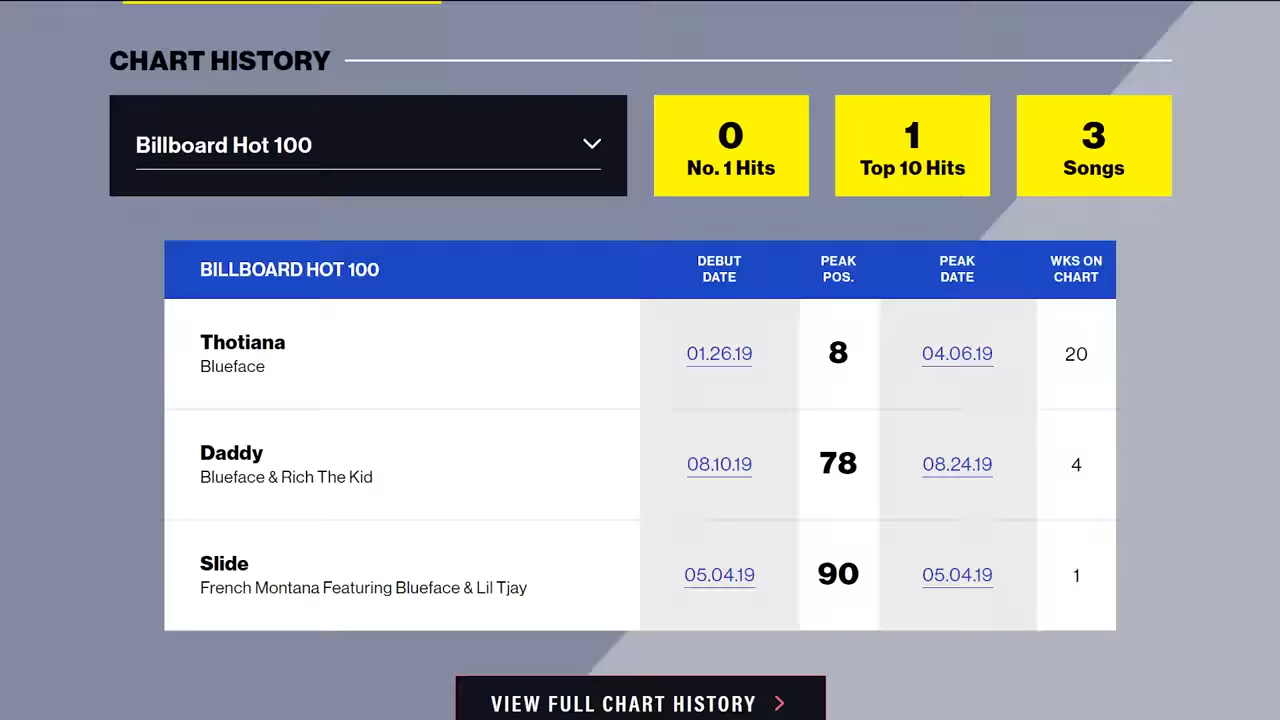 CHART HISTORY
Billboard Hot 100
0
No. 1 Hits
1
Top 10 Hits
3
Songs
BILLBOARD HOT 100
DEBUT DATE
PEAK POS.
PEAK DATE
WKS ON CHART
Thotiana
Blueface
01.26.19
8
04.06.19
20
Daddy
Blueface & Rich The Kid
08.10.19
78
08.24.19
4
Slide
French Montana Featuring Blueface & Lil Tjay
05.04.19
90
05.04.19
1
VIEW FULL CHART HISTORY